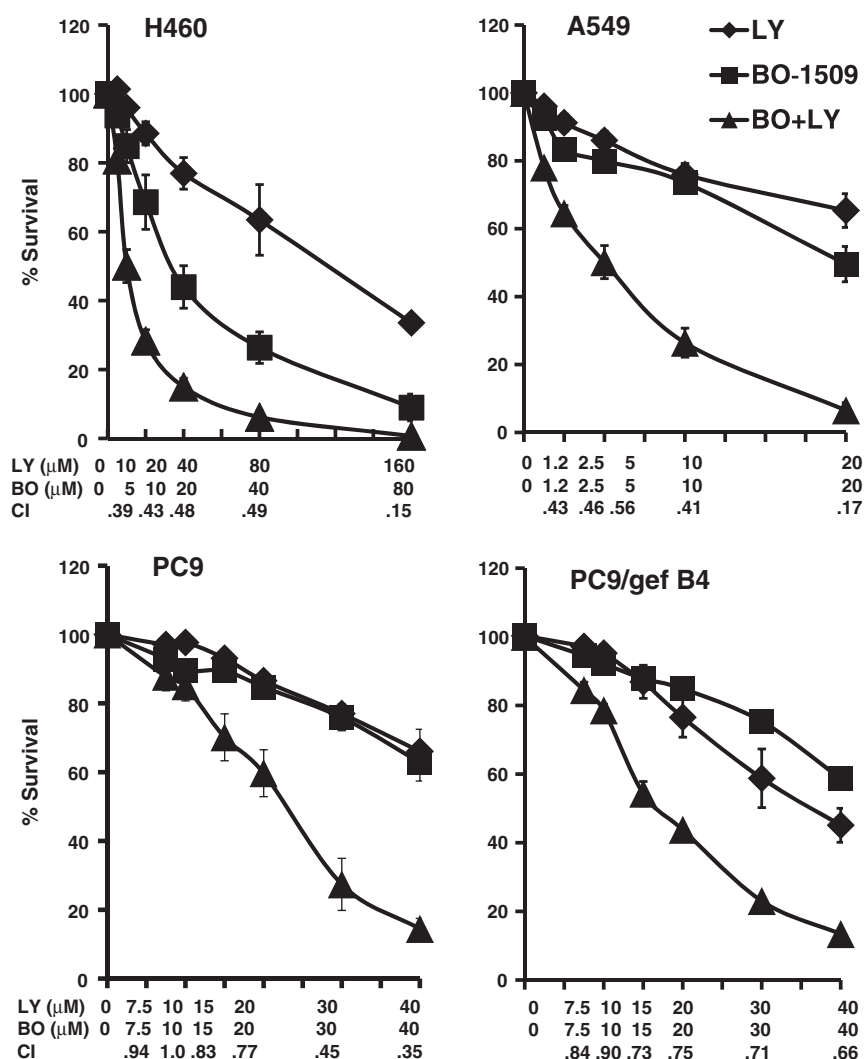 H460
120
100
80
60
40
20
0
% Survival
LY (μM) 0 10 20 40 80 160
BO (μM) 0 5 10 20 40 80
CI .39 .43 .48 .49 .15
A549
LY
BO-1509
BO+LY
120
100
80
60
40
20
0
0 1.2 2.5 5 10 20
0 1.2 2.5 5 10 20
.43 .46 .56 .41 .17
PC9
120
100
80
60
40
20
0
% Survival
LY (μM) 0 7.5 10 15 20 30 40
BO (μM) 0 7.5 10 15 20 30 40
CI .94 1.0 .83 .77 .45 .35
PC9/gef B4
120
100
80
60
40
20
0
0 7.5 10 15 20 30 40
0 7.5 10 15 20 30 40
.84 .90 .73 .75 .71 .66